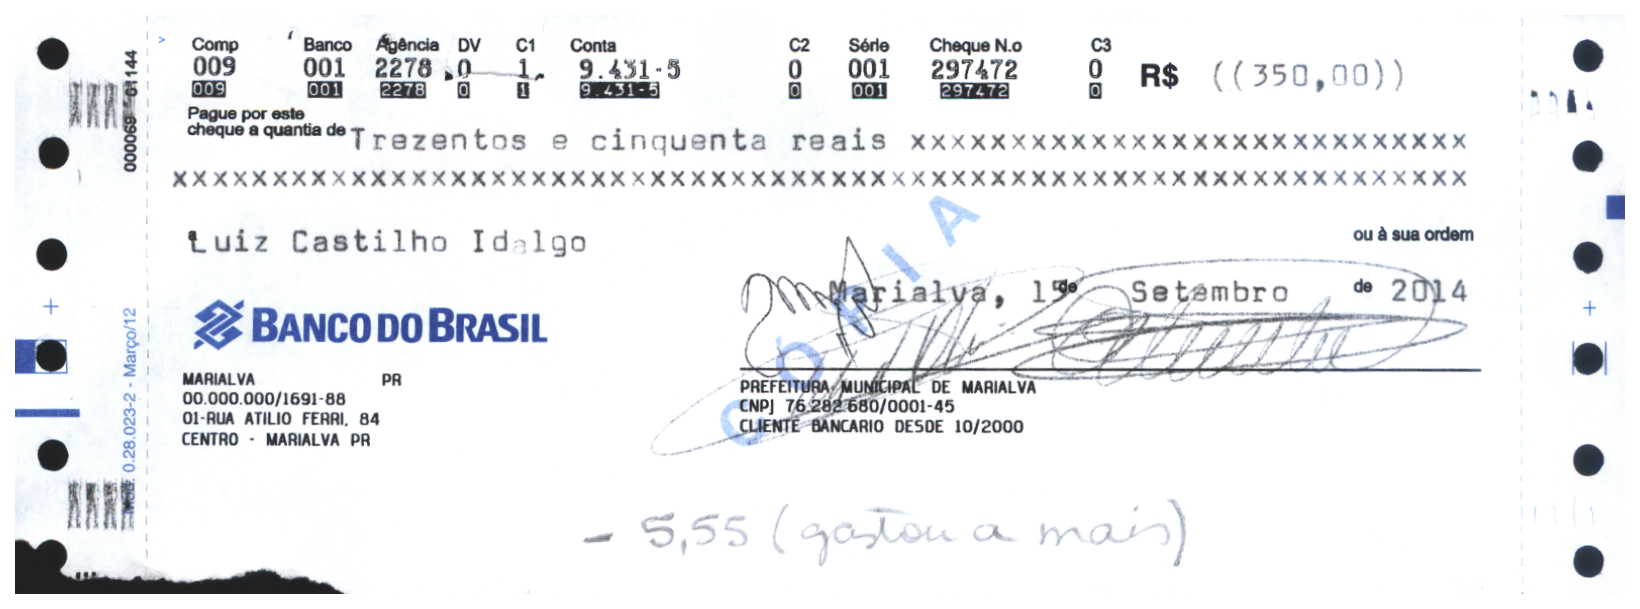 Comp Banco Agência DV C1 Conta C2 Série Cheque N.o C3
009 001 2278 0 1 9.431-5 0 001 297472 0 R$ ((350,00))
009 001 2278 0 1 9.431-5 0 001 297472 0
Pague por este
cheque a quantia de Trezentos e cinquenta reais xxxxxxxxxxxxxxxxxxxxxxxxxxxx
xxxxxxxxxxxxxxxxxxxxxxxxxxxxxxxxxxxxxxxxxxxxxxxxxxxxxxxxxxxxxxxxx
Luiz Castilho Idalgo
ou à sua ordem
Marialva, 15 de Setembro de 2014
BANCO DO BRASIL
MARIALVA PR
00.000.000/1691-88
01-RUA ATILIO FERRI, 84
CENTRO - MARIALVA PR
PREFEITURA MUNICIPAL DE MARIALVA
CNPJ 76.282.680/0001-45
CLIENTE BANCARIO DESDE 10/2000
CÓPIA
- 5,55 (gastou a mais)
000069 01144
Mod. 0.28.023-2 - Março/12